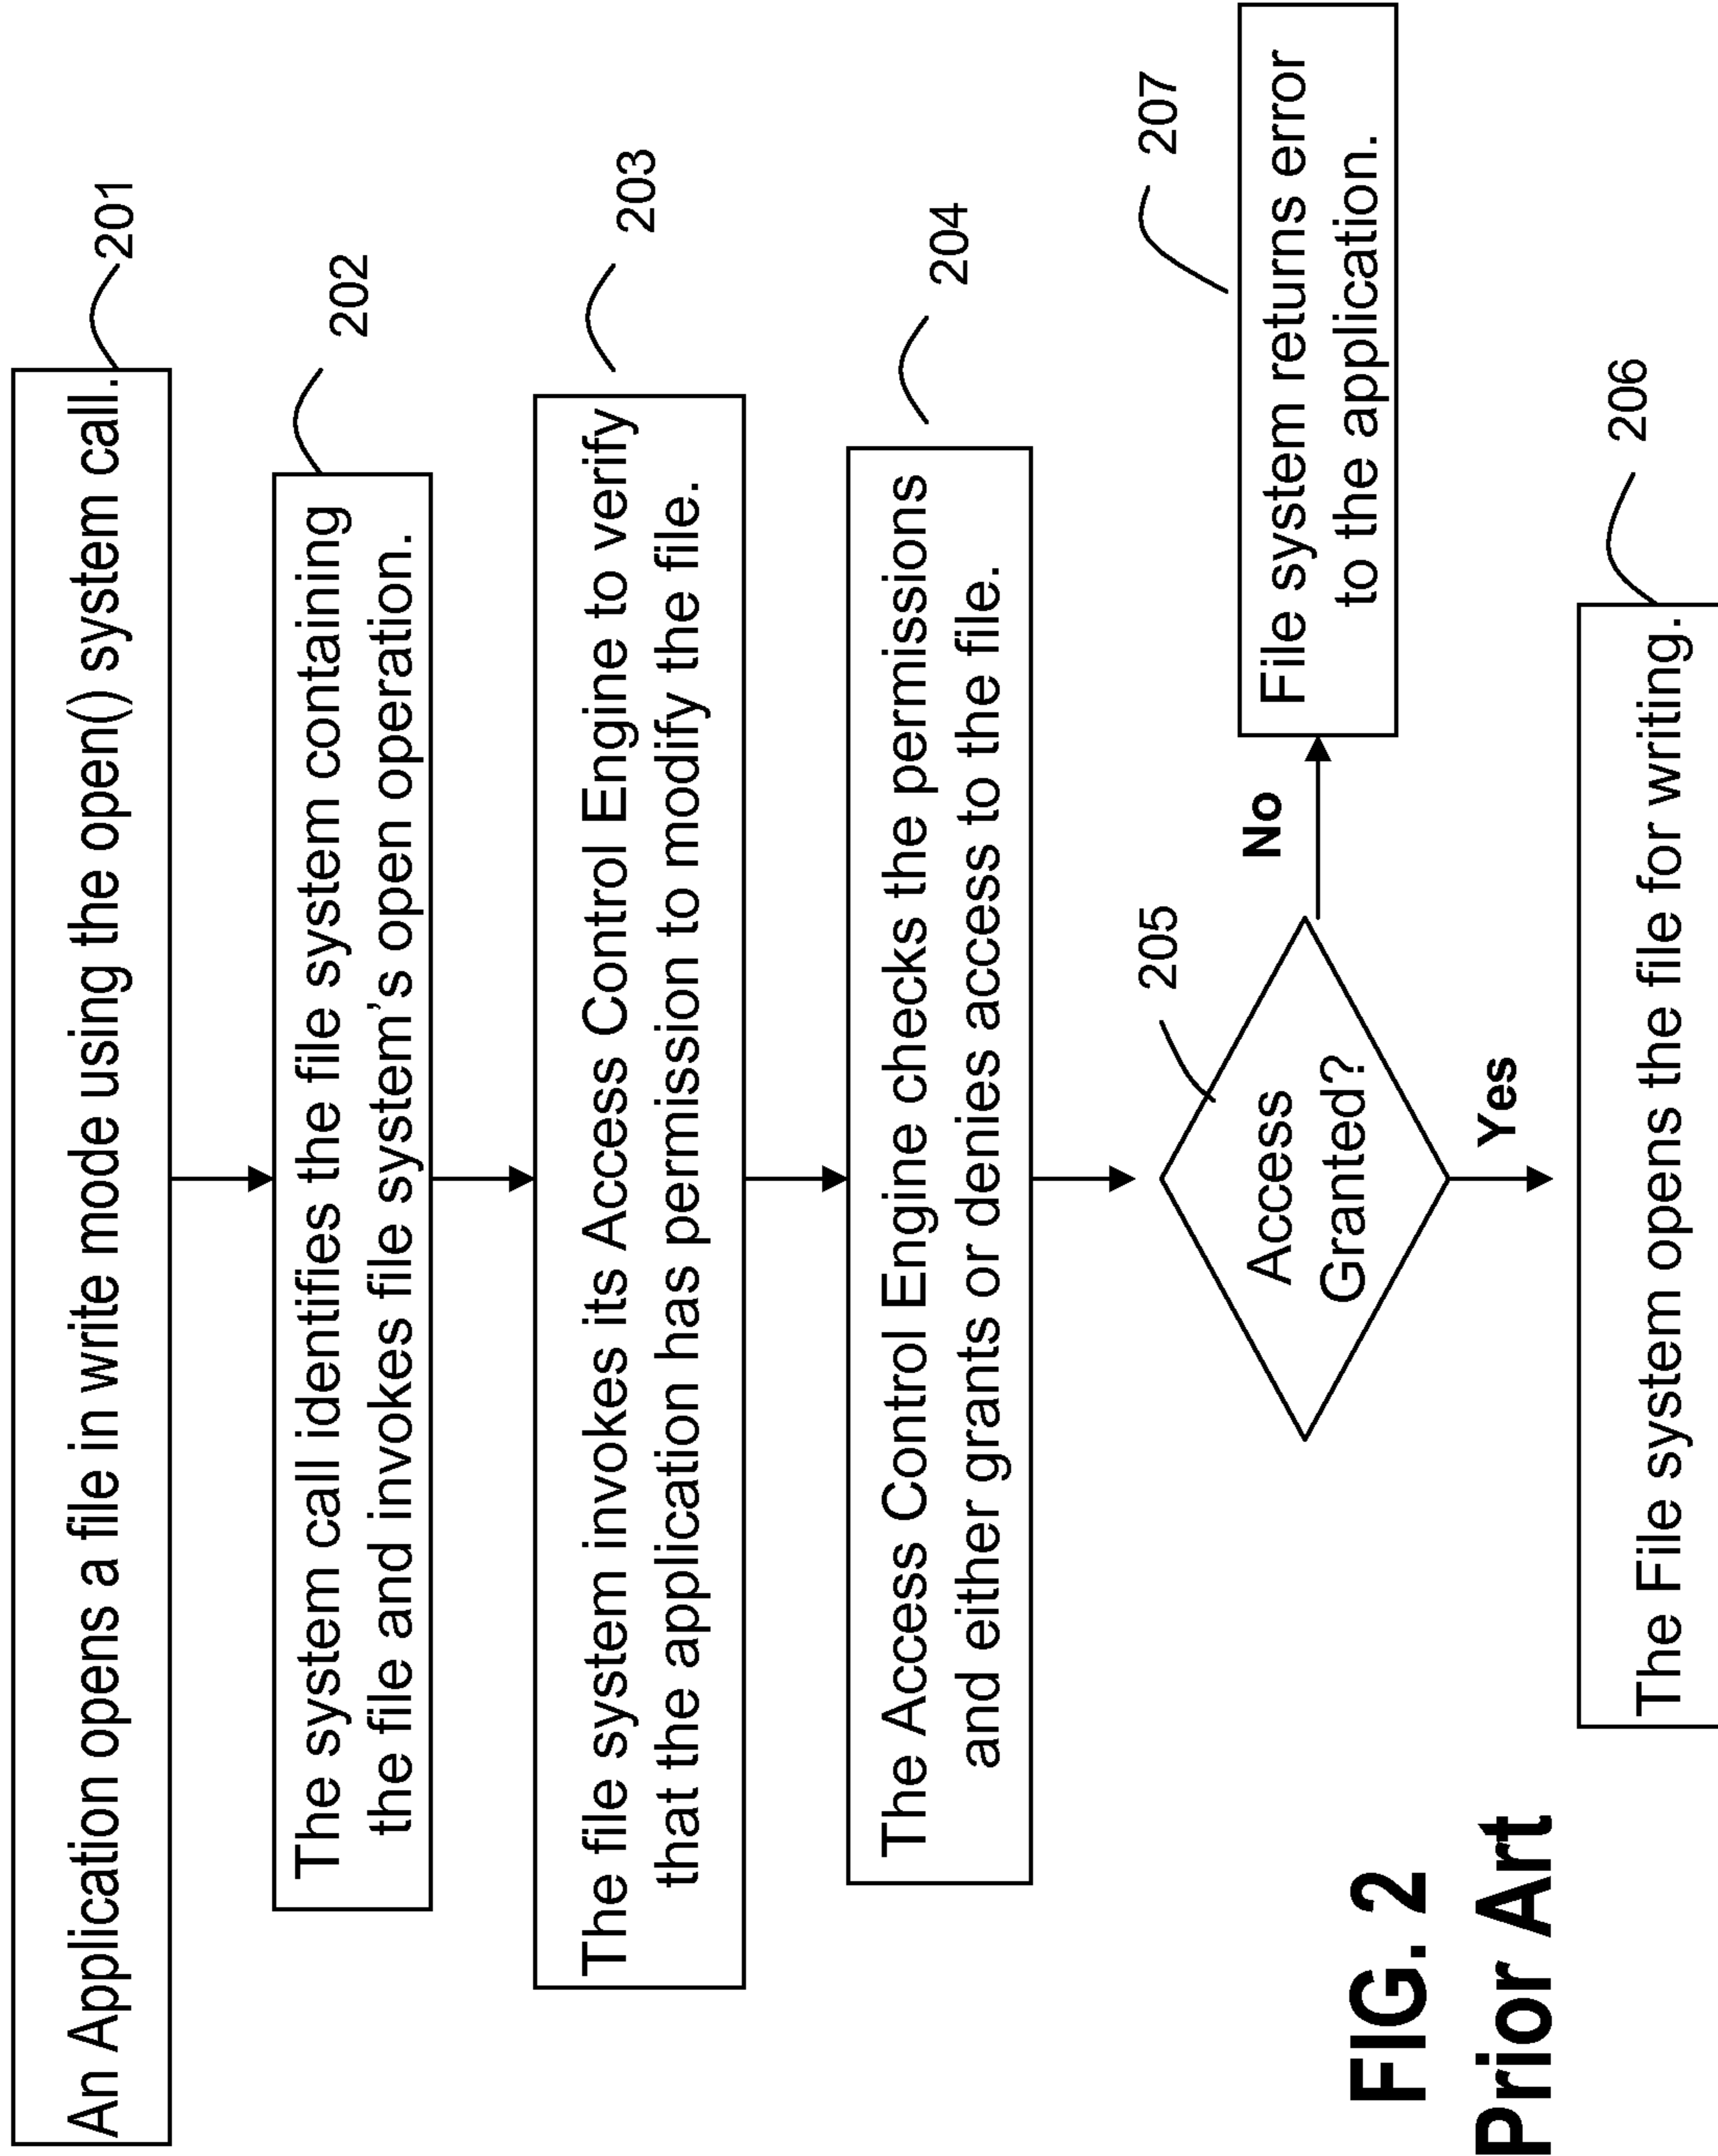 An Application opens a file in write mode using the open() system call.
201
The system call identifies the file system containing
the file and invokes file system's open operation.
202
The file system invokes its Access Control Engine to verify
that the application has permission to modify the file.
203
The Access Control Engine checks the permissions
and either grants or denies access to the file.
204
Access
Granted?
205
No
File system returns error
to the application.
207
Yes
The File system opens the file for writing.
206
FIG. 2
Prior Art